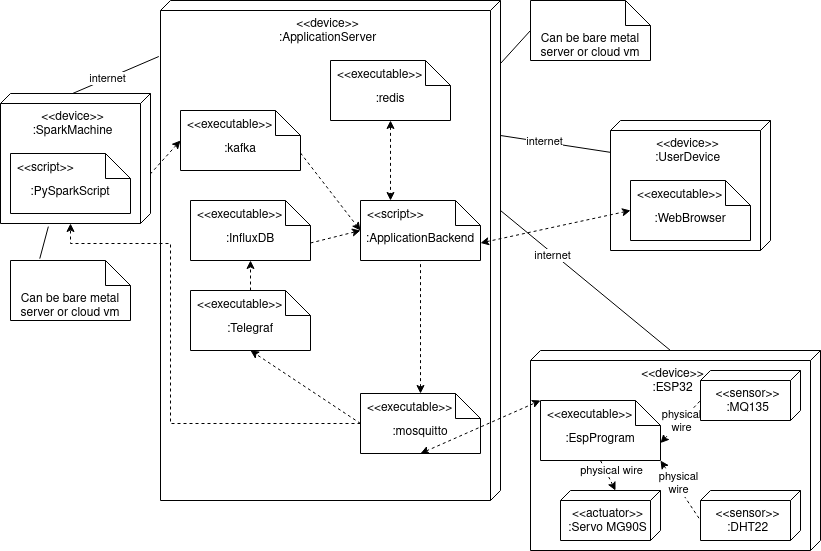 <<device>>
:ApplicationServer
Can be bare metal
server or cloud vm
<<executable>>
:redis
internet
<<device>>
:SparkMachine
<<script>>
:PySparkScript
<<executable>>
:kafka
internet
<<device>>
:UserDevice
<<executable>>
:WebBrowser
<<executable>>
:InfluxDB
<<script>>
:ApplicationBackend
internet
Can be bare metal
server or cloud vm
<<executable>>
:Telegraf
<<executable>>
:mosquitto
<<device>>
:ESP32
<<sensor>>
:MQ135
physical
wire
<<executable>>
:EspProgram
physical wire
physical
wire
<<actuator>>
:Servo MG90S
<<sensor>>
:DHT22